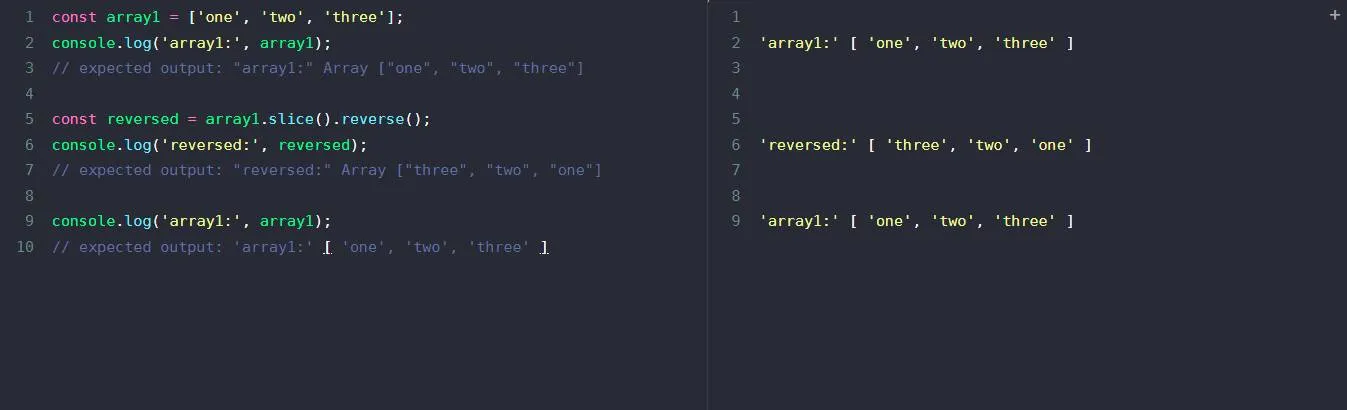 1 const array1 = ['one', 'two', 'three'];
2 console.log('array1:', array1);
3 // expected output: "array1:" Array ["one", "two", "three"]
4
5 const reversed = array1.slice().reverse();
6 console.log('reversed:', reversed);
7 // expected output: "reversed:" Array ["three", "two", "one"]
8
9 console.log('array1:', array1);
10 // expected output: 'array1:' [ 'one', 'two', 'three' ]
1
2 'array1:' [ 'one', 'two', 'three' ]
3
4
5
6 'reversed:' [ 'three', 'two', 'one' ]
7
8
9 'array1:' [ 'one', 'two', 'three' ]
+